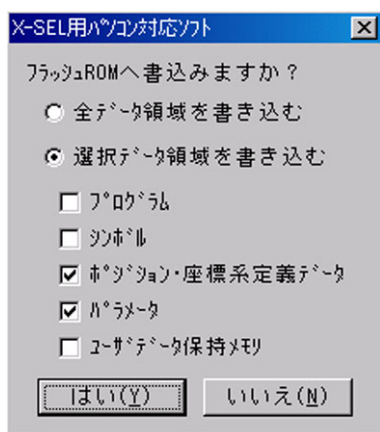 X-SEL用ﾊﾟｿｺﾝ対応ｿﾌﾄ
ﾌﾗｯｼｭROMへ書込みますか？
全ﾃﾞｰﾀ領域を書き込む
選択ﾃﾞｰﾀ領域を書き込む
ﾌﾟﾛｸﾞﾗﾑ
ｼﾝﾎﾞﾙ
ﾎﾟｼﾞｼｮﾝ・座標系定義ﾃﾞｰﾀ
ﾊﾟﾗﾒｰﾀ
ﾕｰｻﾞﾃﾞｰﾀ保持ﾒﾓﾘ
はい(Y) いいえ(N)